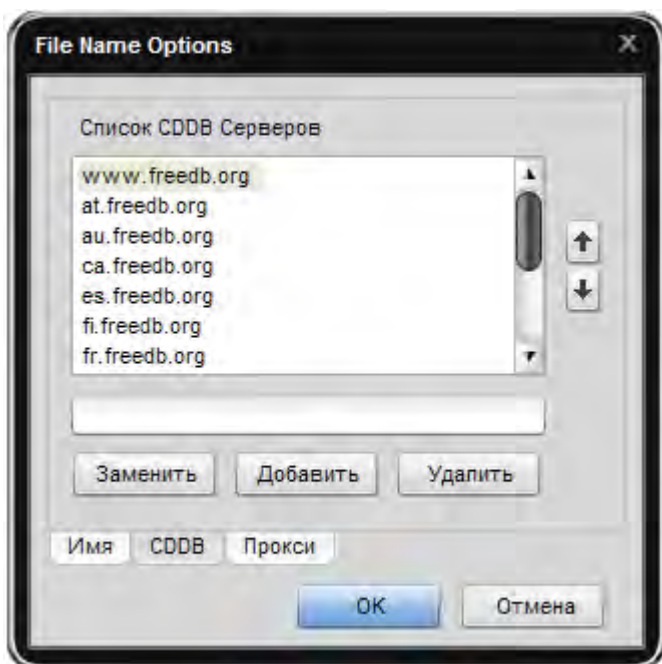 File Name Options X
Список CDDB Серверов
www.freedb.org
at.freedb.org
au.freedb.org
ca.freedb.org
es.freedb.org
fi.freedb.org
fr.freedb.org
Заменить Добавить Удалить
Имя CDDB Прокси
OK Отмена